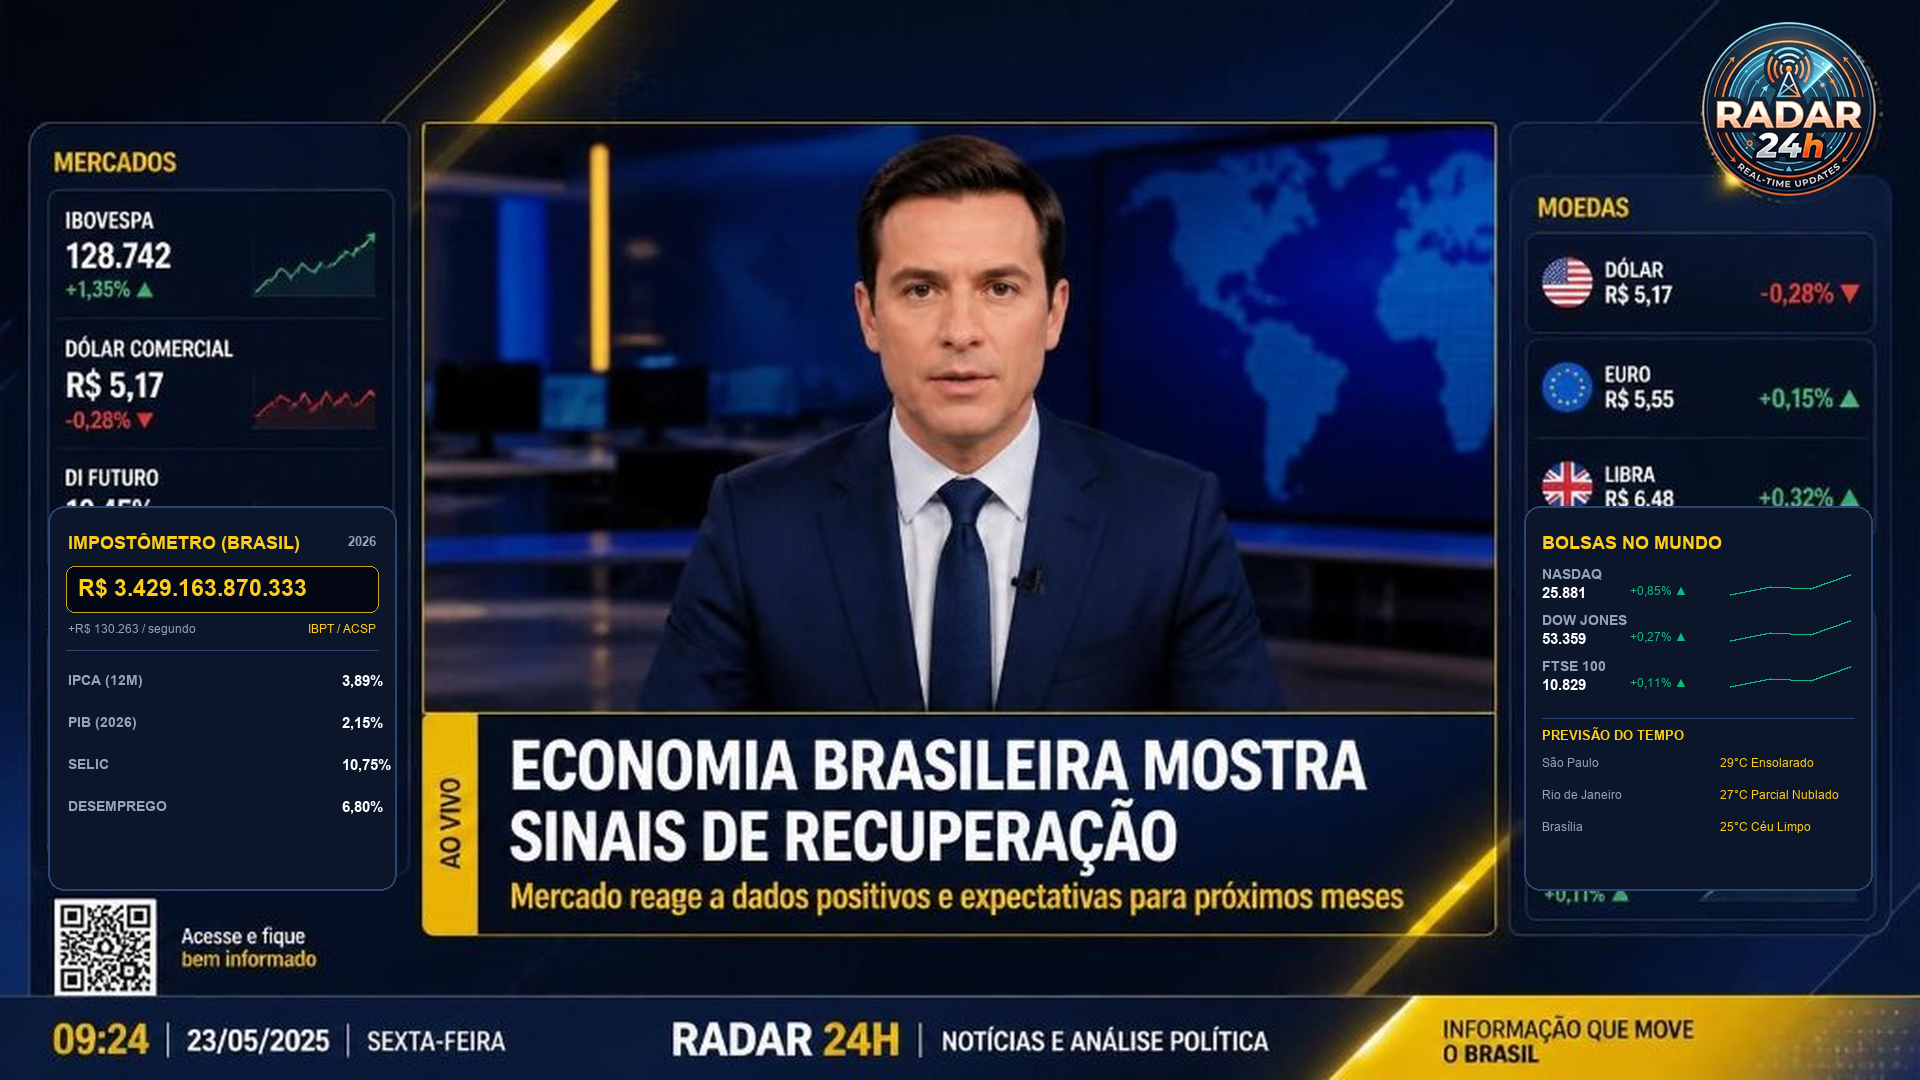 RADAR
24h
REAL-TIME UPDATES
MERCADOS
IBOVESPA
128.742
+1,35% ▲
DÓLAR COMERCIAL
R$ 5,17
-0,28% ▼
DI FUTURO
IMPOSTÔMETRO (BRASIL) 2026
R$ 3.429.163.870.333
+R$ 130.263 / segundo IBPT / ACSP
IPCA (12M) 3,89%
PIB (2026) 2,15%
SELIC 10,75%
DESEMPREGO 6,80%
Acesse e fique
bem informado
AO VIVO
ECONOMIA BRASILEIRA MOSTRA
SINAIS DE RECUPERAÇÃO
Mercado reage a dados positivos e expectativas para próximos meses
MOEDAS
DÓLAR
R$ 5,17 -0,28% ▼
EURO
R$ 5,55 +0,15% ▲
LIBRA
R$ 6,48 +0,32% ▲
BOLSAS NO MUNDO
NASDAQ
25.881 +0,85% ▲
DOW JONES
53.359 +0,27% ▲
FTSE 100
10.829 +0,11% ▲
PREVISÃO DO TEMPO
São Paulo 29°C Ensolarado
Rio de Janeiro 27°C Parcial Nublado
Brasília 25°C Céu Limpo
+0,11% ▲
09:24 | 23/05/2025 | SEXTA-FEIRA
RADAR 24H | NOTÍCIAS E ANÁLISE POLÍTICA
INFORMAÇÃO QUE MOVE
O BRASIL